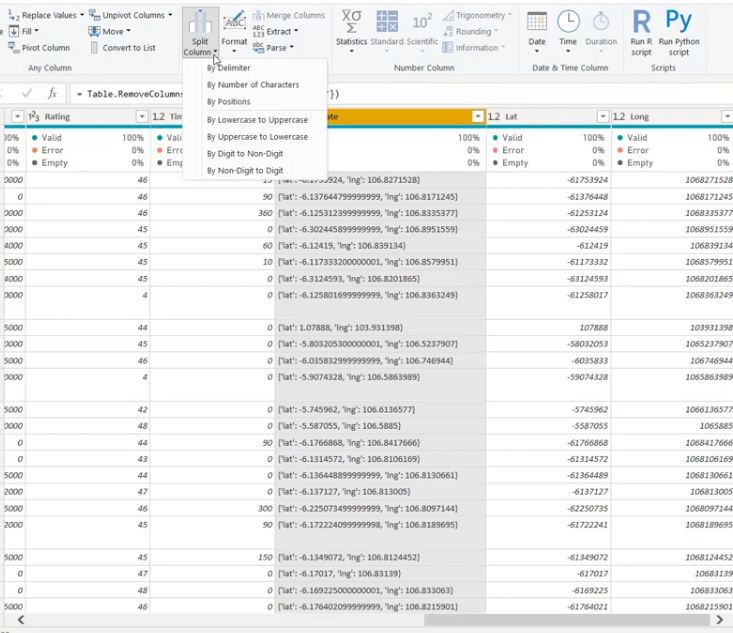 Replace Values
Unpivot Columns
Fill
Move
Pivot Column
Convert to List
Any Column
Split
Column
Format
Merge Columns
Extract
Parse
Statistics
Standard
Scientific
Trigonometry
Rounding
Information
Number Column
Date
Time
Duration
Date & Time Column
Run R
script
Run Python
script
Scripts
By Delimiter
By Number of Characters
By Positions
By Lowercase to Uppercase
By Uppercase to Lowercase
By Digit to Non-Digit
By Non-Digit to Digit
= Table.RemoveColumns })
1²3 Rating 1.2 Tim ate 1.2 Lat 1.2 Long
00% Valid 100% Vali 100% Valid 100% Valid 100%
0% Error 0% Erro 0% Error 0% Error 0%
0% Empty 0% Emp 0% Empty 0% Empty 0%
0000 46 {'lat': -6.1753924, 'lng': 106.8271528} -61753924 1068271528
0 46 90 {'lat': -6.137644799999999, 'lng': 106.8171245} -61376448 1068171245
0000 46 360 {'lat': -6.125312399999999, 'lng': 106.8335377} -61253124 1068335377
0000 45 0 {'lat': -6.302445899999999, 'lng': 106.8951559} -63024459 1068951559
4000 45 60 {'lat': -6.12419, 'lng': 106.839134} -612419 106839134
5000 45 10 {'lat': -6.117333200000001, 'lng': 106.8579951} -61173332 1068579951
4000 45 0 {'lat': -6.3124593, 'lng': 106.8201865} -63124593 1068201865
0000 4 0 {'lat': -6.125801699999999, 'lng': 106.8363249} -61258017 1068363249
5000 44 0 {'lat': 1.07888, 'lng': 103.931398} 107888 103931398
0000 45 0 {'lat': -5.803205300000001, 'lng': 106.5237907} -58032053 1065237907
5000 46 0 {'lat': -6.035832999999999, 'lng': 106.746944} -6035833 106746944
0000 4 0 {'lat': -5.9074328, 'lng': 106.5863989} -59074328 1065863989
5000 42 0 {'lat': -5.745962, 'lng': 106.6136577} -5745962 1066136577
0000 48 0 {'lat': -5.587055, 'lng': 106.5885} -5587055 1065885
0 44 90 {'lat': -6.1766868, 'lng': 106.8417666} -61766868 1068417666
0 43 0 {'lat': -6.1314572, 'lng': 106.8106169} -61314572 1068106169
5000 44 0 {'lat': -6.136448899999999, 'lng': 106.8130661} -61364489 1068130661
2000 47 0 {'lat': -6.137127, 'lng': 106.813005} -6137127 106813005
5000 46 300 {'lat': -6.225073499999999, 'lng': 106.8097144} -62250735 1068097144
2000 45 90 {'lat': -6.172224099999998, 'lng': 106.8189695} -61722241 1068189695
5000 45 150 {'lat': -6.1349072, 'lng': 106.8124452} -61349072 1068124452
0 47 0 {'lat': -6.17017, 'lng': 106.83139} -617017 10683139
0 48 0 {'lat': -6.169225000000001, 'lng': 106.833063} -6169225 106833063
5000 46 0 {'lat': -6.176402099999999, 'lng': 106.8215901} -61764021 1068215901